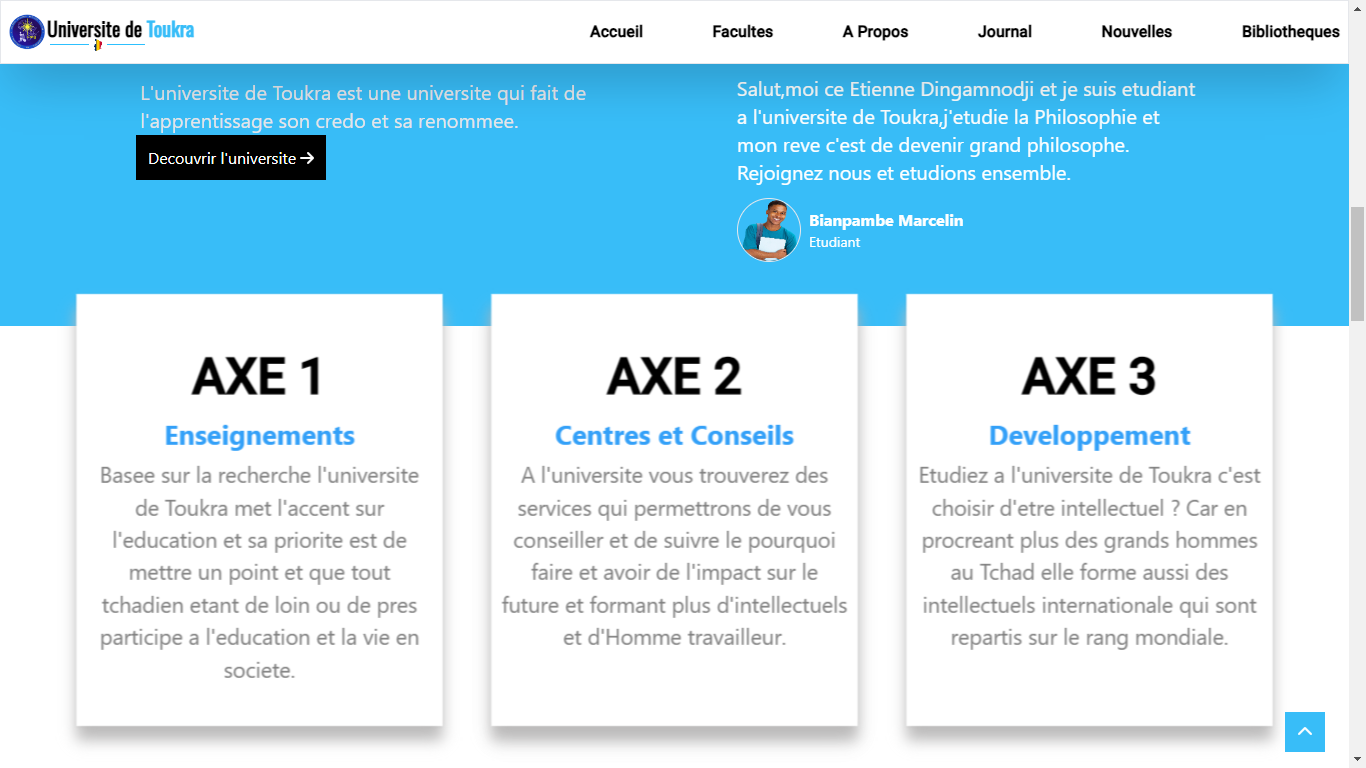 Universite de Toukra
Accueil
Facultes
A Propos
Journal
Nouvelles
Bibliotheques
L'universite de Toukra est une universite qui fait de
l'apprentissage son credo et sa renommee.
Decouvrir l'universite
Salut,moi ce Etienne Dingamnodji et je suis etudiant
a l'universite de Toukra,j'etudie la Philosophie et
mon reve c'est de devenir grand philosophe.
Rejoignez nous et etudions ensemble.
Bianpambe Marcelin
Etudiant
AXE 1
Enseignements
Basee sur la recherche l'universite
de Toukra met l'accent sur
l'education et sa priorite est de
mettre un point et que tout
tchadien etant de loin ou de pres
participe a l'education et la vie en
societe.
AXE 2
Centres et Conseils
A l'universite vous trouverez des
services qui permettrons de vous
conseiller et de suivre le pourquoi
faire et avoir de l'impact sur le
future et formant plus d'intellectuels
et d'Homme travailleur.
AXE 3
Developpement
Etudiez a l'universite de Toukra c'est
choisir d'etre intellectuel ? Car en
procreant plus des grands hommes
au Tchad elle forme aussi des
intellectuels internationale qui sont
repartis sur le rang mondiale.